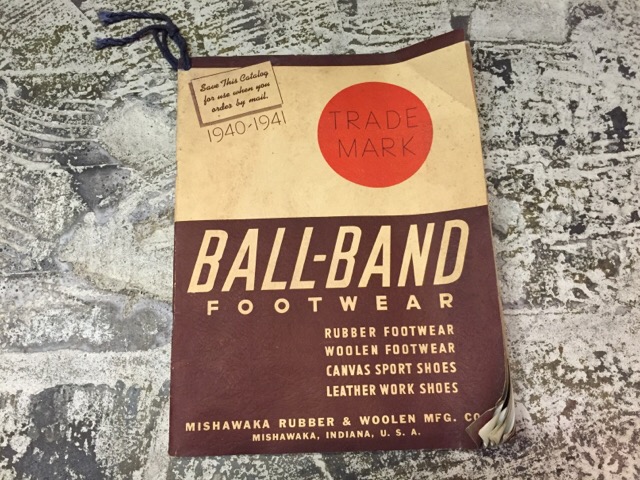 Save This Catalog
for use when you
order by mail.
1940-1941
TRADE
MARK
BALL-BAND
FOOTWEAR
RUBBER FOOTWEAR
WOOLEN FOOTWEAR
CANVAS SPORT SHOES
LEATHER WORK SHOES
MISHAWAKA RUBBER & WOOLEN MFG. CO
MISHAWAKA, INDIANA, U. S. A.